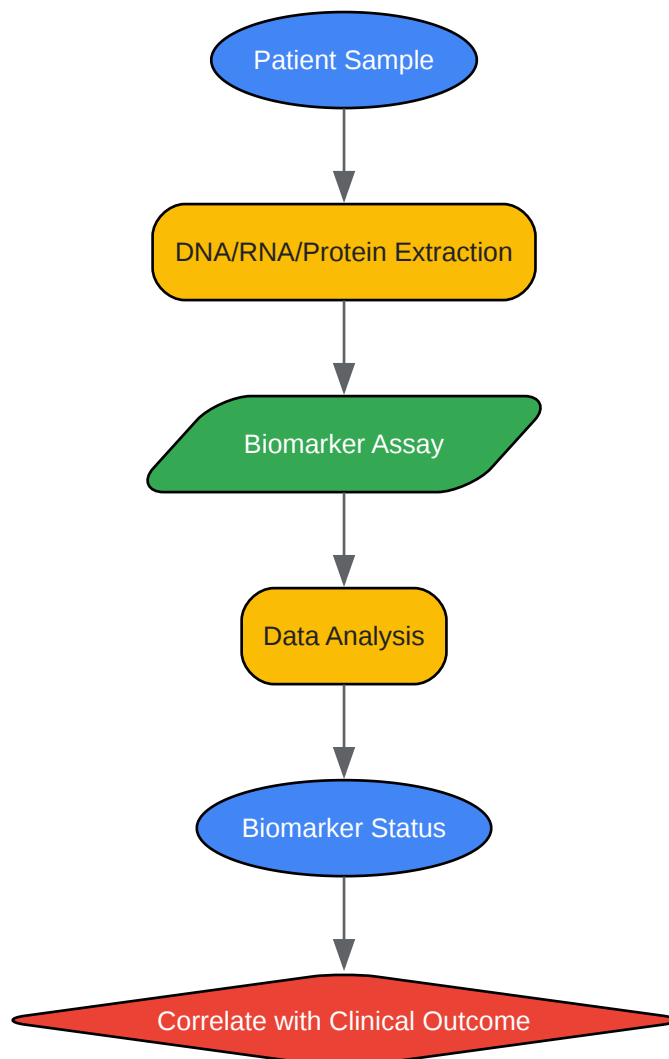 Patient Sample
DNA/RNA/Protein Extraction
Biomarker Assay
Data Analysis
Biomarker Status
Correlate with Clinical Outcome